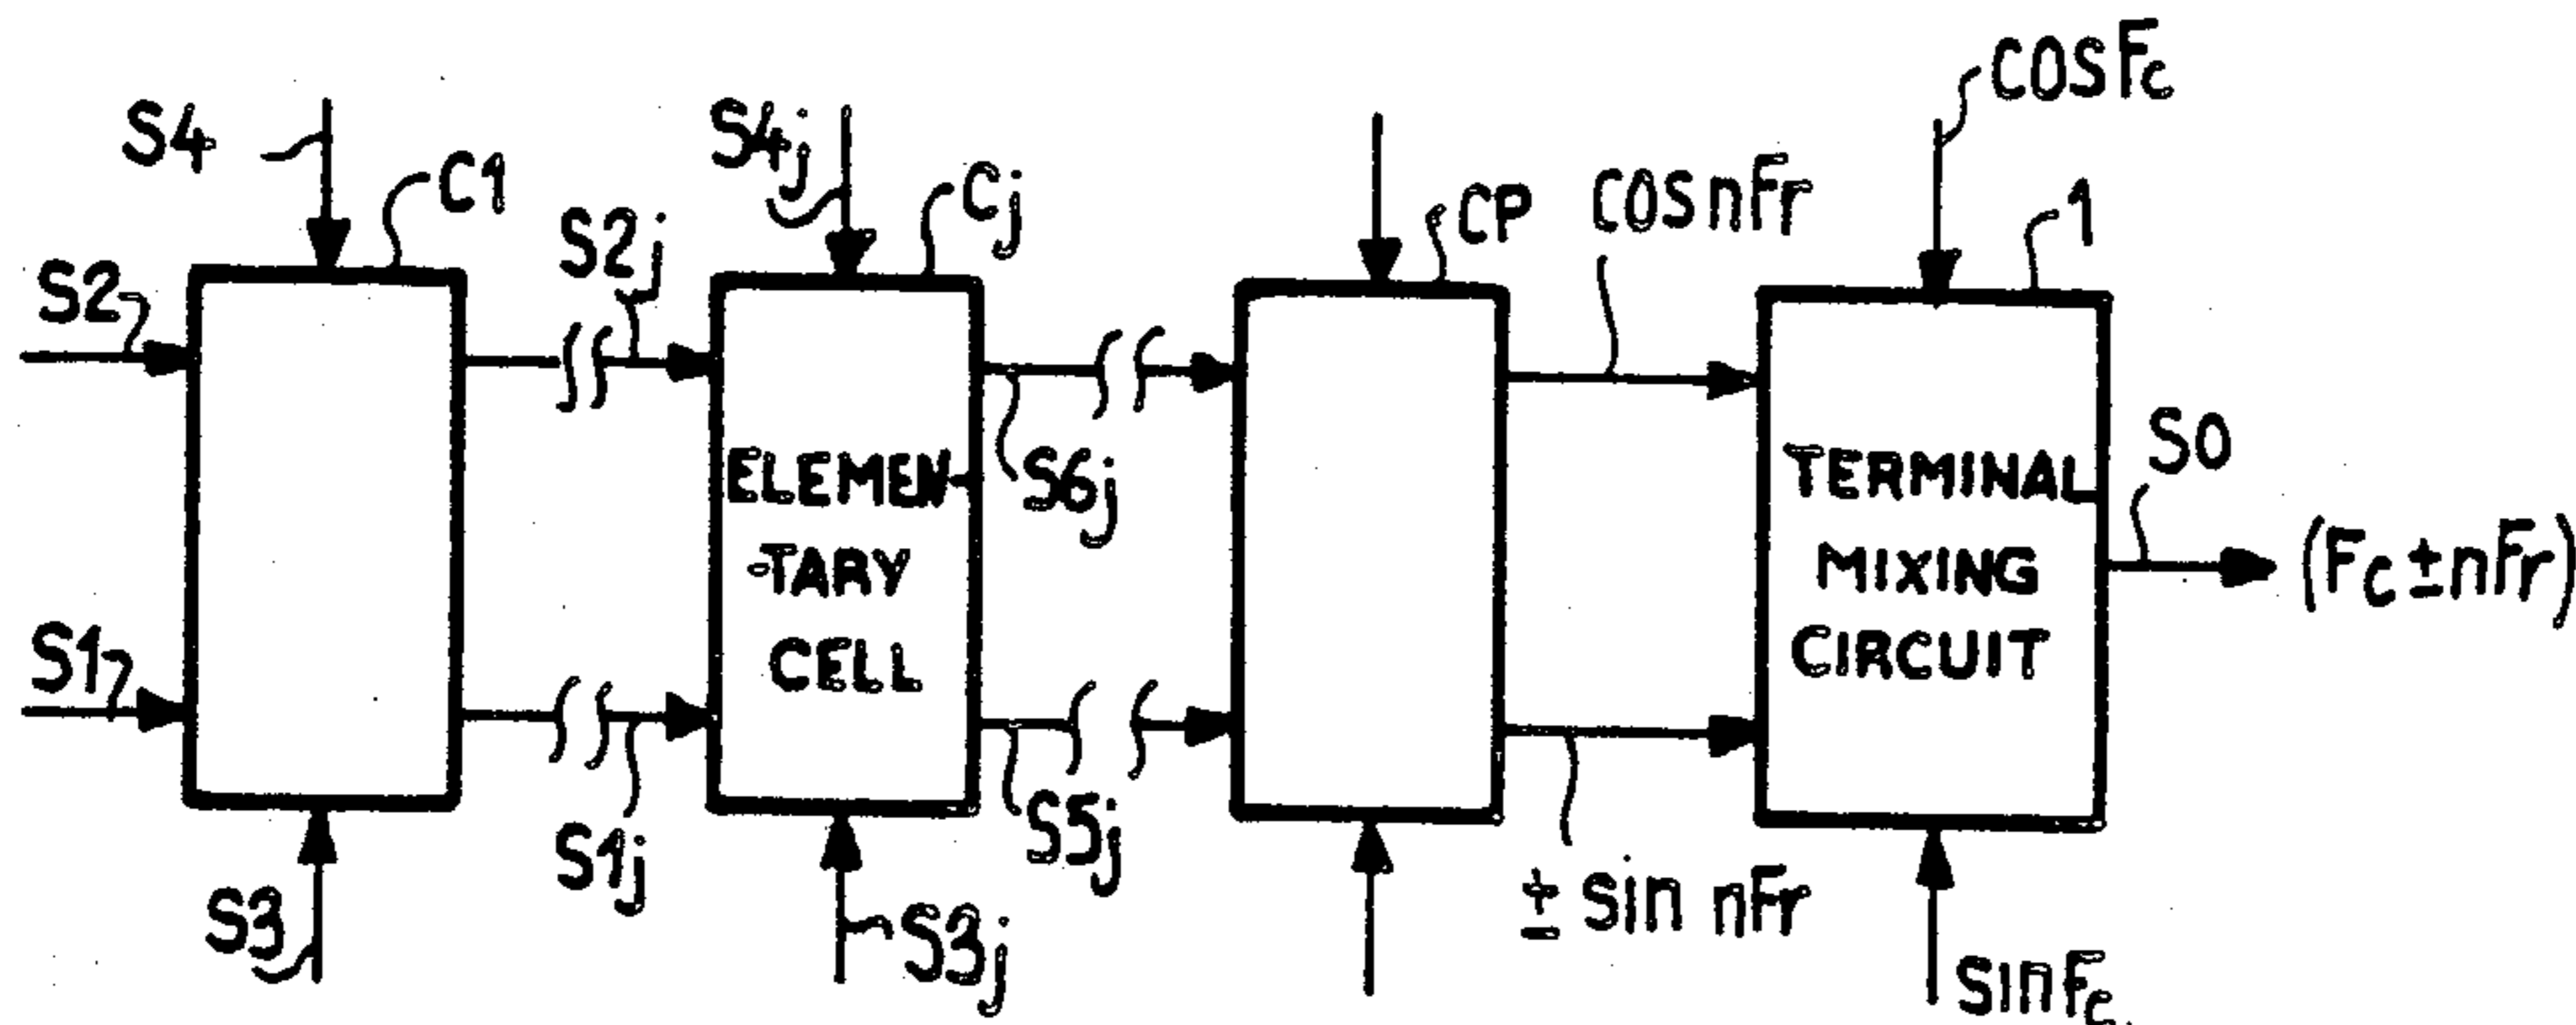 S4
C1
S2
S1
S3
S2j
S1j
S4j
Cj
ELEMEN-
-TARY
CELL
S3j
S6j
S5j
CP
COS nFr
± Sin nFr
COS Fc
1
TERMINAL
MIXING
CIRCUIT
Sin Fc
S0
(Fc ± nFr)